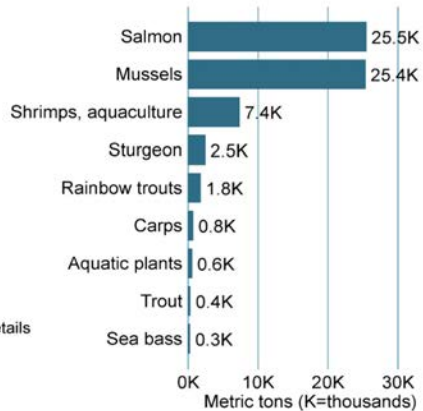 Salmon 25.5K
Mussels 25.4K
Shrimps, aquaculture 7.4K
Sturgeon 2.5K
Rainbow trouts 1.8K
Carps 0.8K
Aquatic plants 0.6K
Trout 0.4K
etails
Sea bass 0.3K
0K 10K 20K 30K
Metric tons (K=thousands)